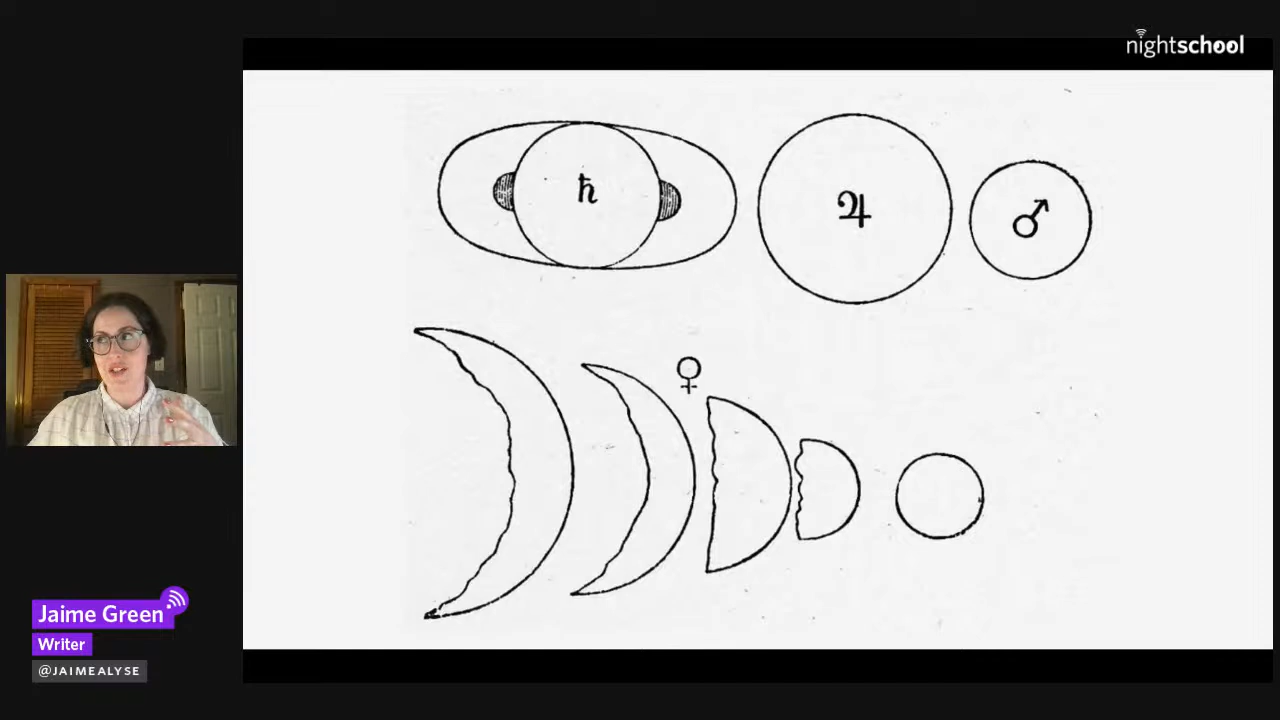 nightschool
♄
♃
♂
♀
Jaime Green
Writer
@JAIMEALYSE